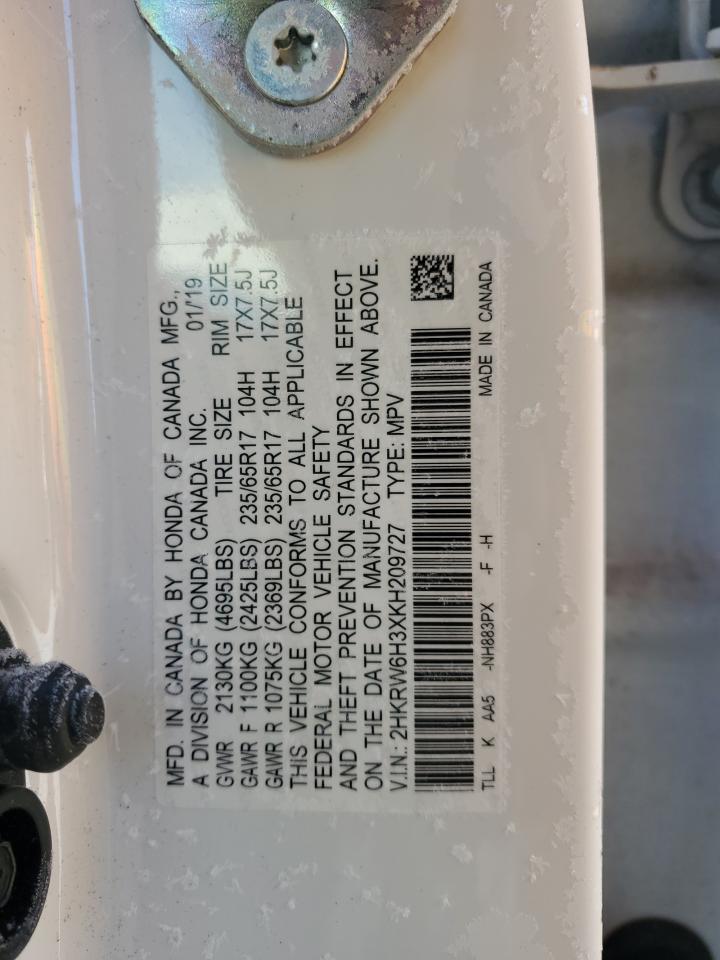 MFD. IN CANADA BY HONDA OF CANADA MFG.,
A DIVISION OF HONDA CANADA INC. 01/19
GVWR 2130KG (4695LBS) TIRE SIZE RIM SIZE
GAWR F 1100KG (2425LBS) 235/65R17 104H 17X7.5J
GAWR R 1075KG (2369LBS) 235/65R17 104H 17X7.5J
THIS VEHICLE CONFORMS TO ALL APPLICABLE
FEDERAL MOTOR VEHICLE SAFETY
AND THEFT PREVENTION STANDARDS IN EFFECT
ON THE DATE OF MANUFACTURE SHOWN ABOVE.
V.I.N.: 2HKRW6H3XKH209727 TYPE: MPV
TLL K AA5 -NH883PX -F -H MADE IN CANADA